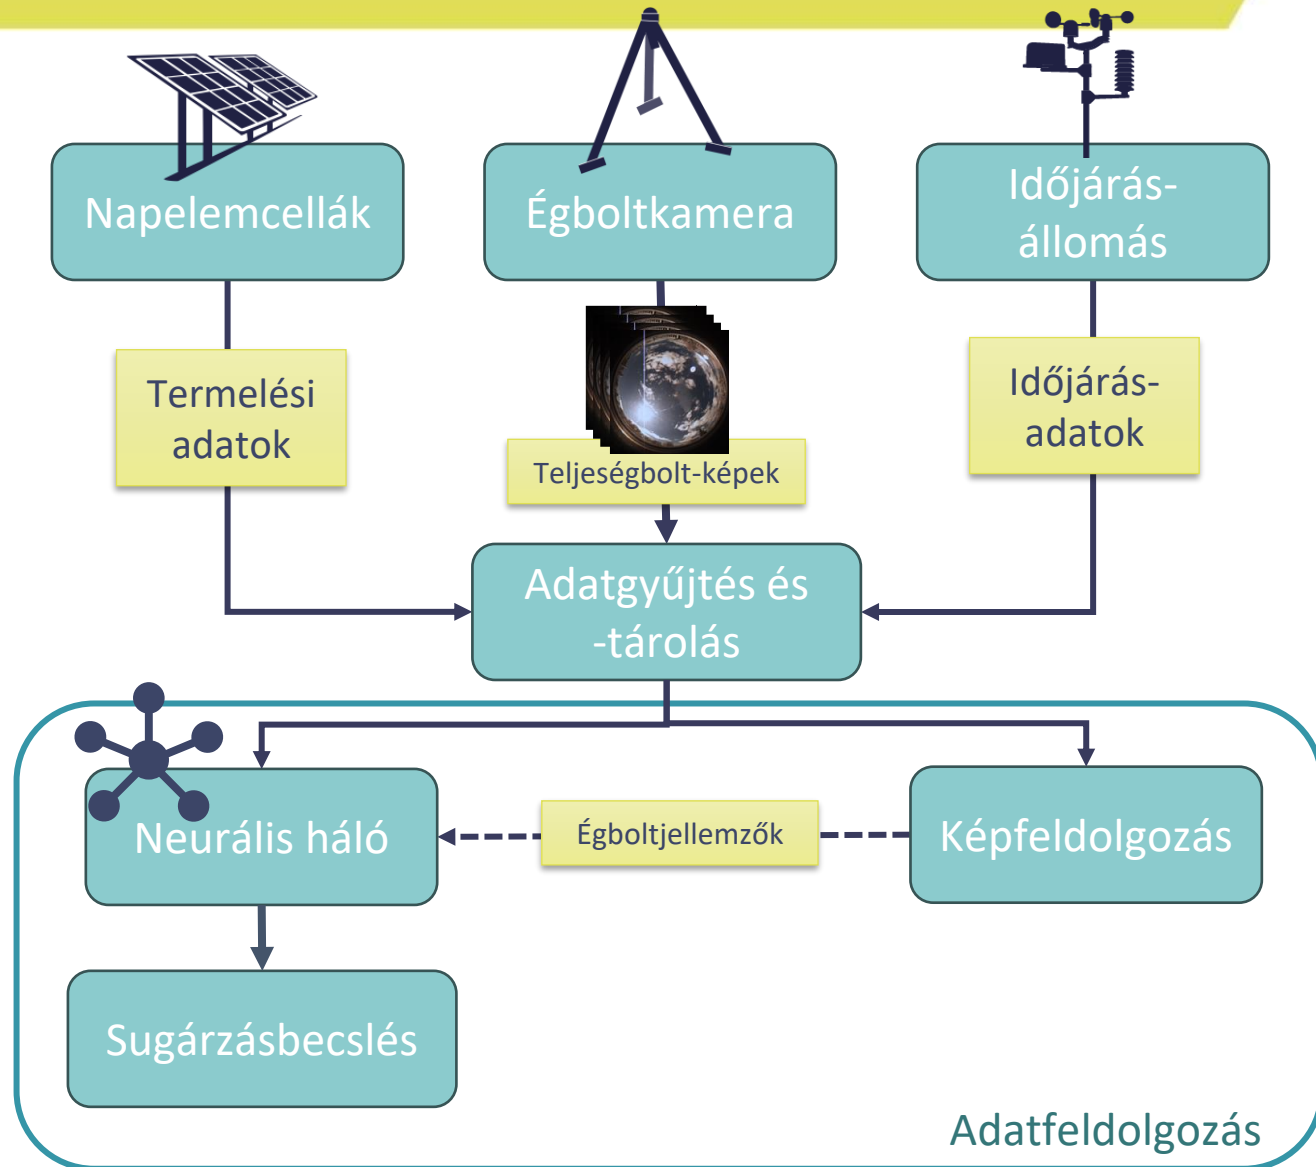 Napelemcellák
Égboltkamera
Időjárás-
állomás
Termelési
adatok
Teljeségbolt-képek
Időjárás-
adatok
Adatgyűjtés és
-tárolás
Neurális háló
Égboltjellemzők
Képfeldolgozás
Sugárzásbecslés
Adatfeldolgozás